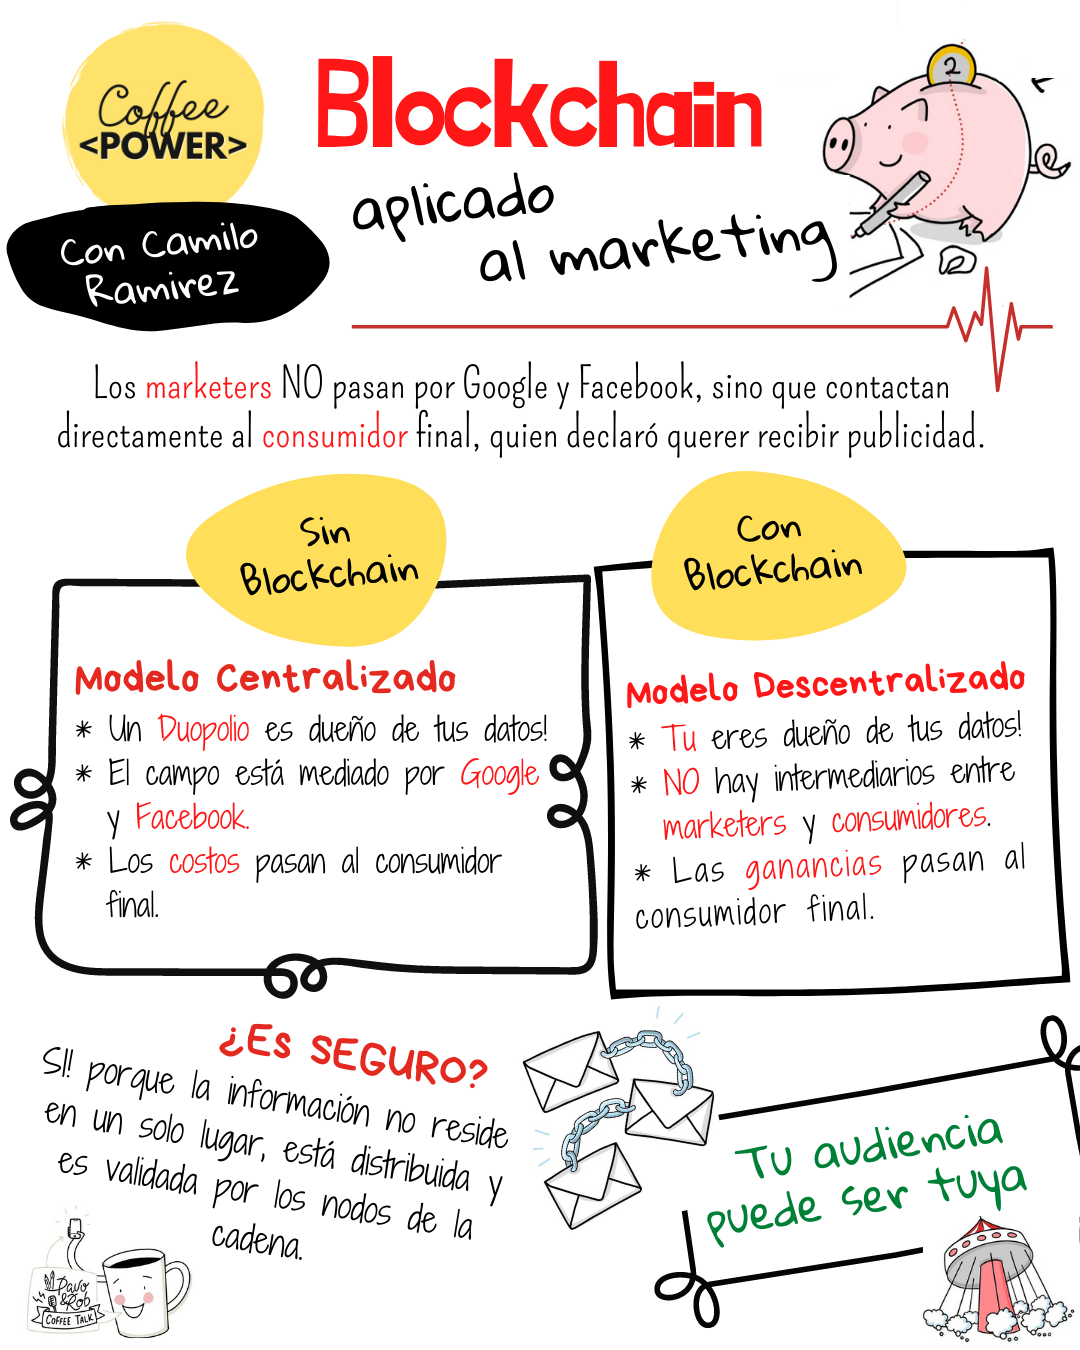 Coffee
<POWER>
Con Camilo
Ramirez
Blockchain
aplicado
al marketing
2
Los marketers NO pasan por Google y Facebook, sino que contactan
directamente al consumidor final, quien declaró querer recibir publicidad.
Sin
Blockchain
Modelo Centralizado
* Un Duopolio es dueño de tus datos!
* El campo está mediado por Google
y Facebook.
* Los costos pasan al consumidor
final.
Con
Blockchain
Modelo Descentralizado
* Tu eres dueño de tus datos!
* NO hay intermediarios entre
marketers y consumidores.
* Las ganancias pasan al
consumidor final.
¿Es SEGURO?
SI! porque la información no reside
en un solo lugar, está distribuida y
es validada por los nodos de la
cadena.
Tu audiencia
puede ser tuya
Pavo
&Rob
COFFEE TALK